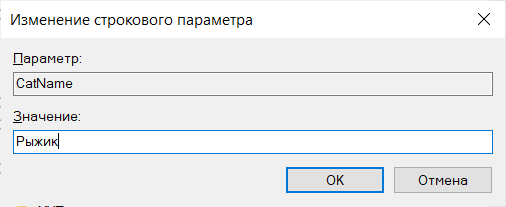 Изменение строкового параметра
Параметр:
CatName
Значение:
Рыжик
OK
Отмена